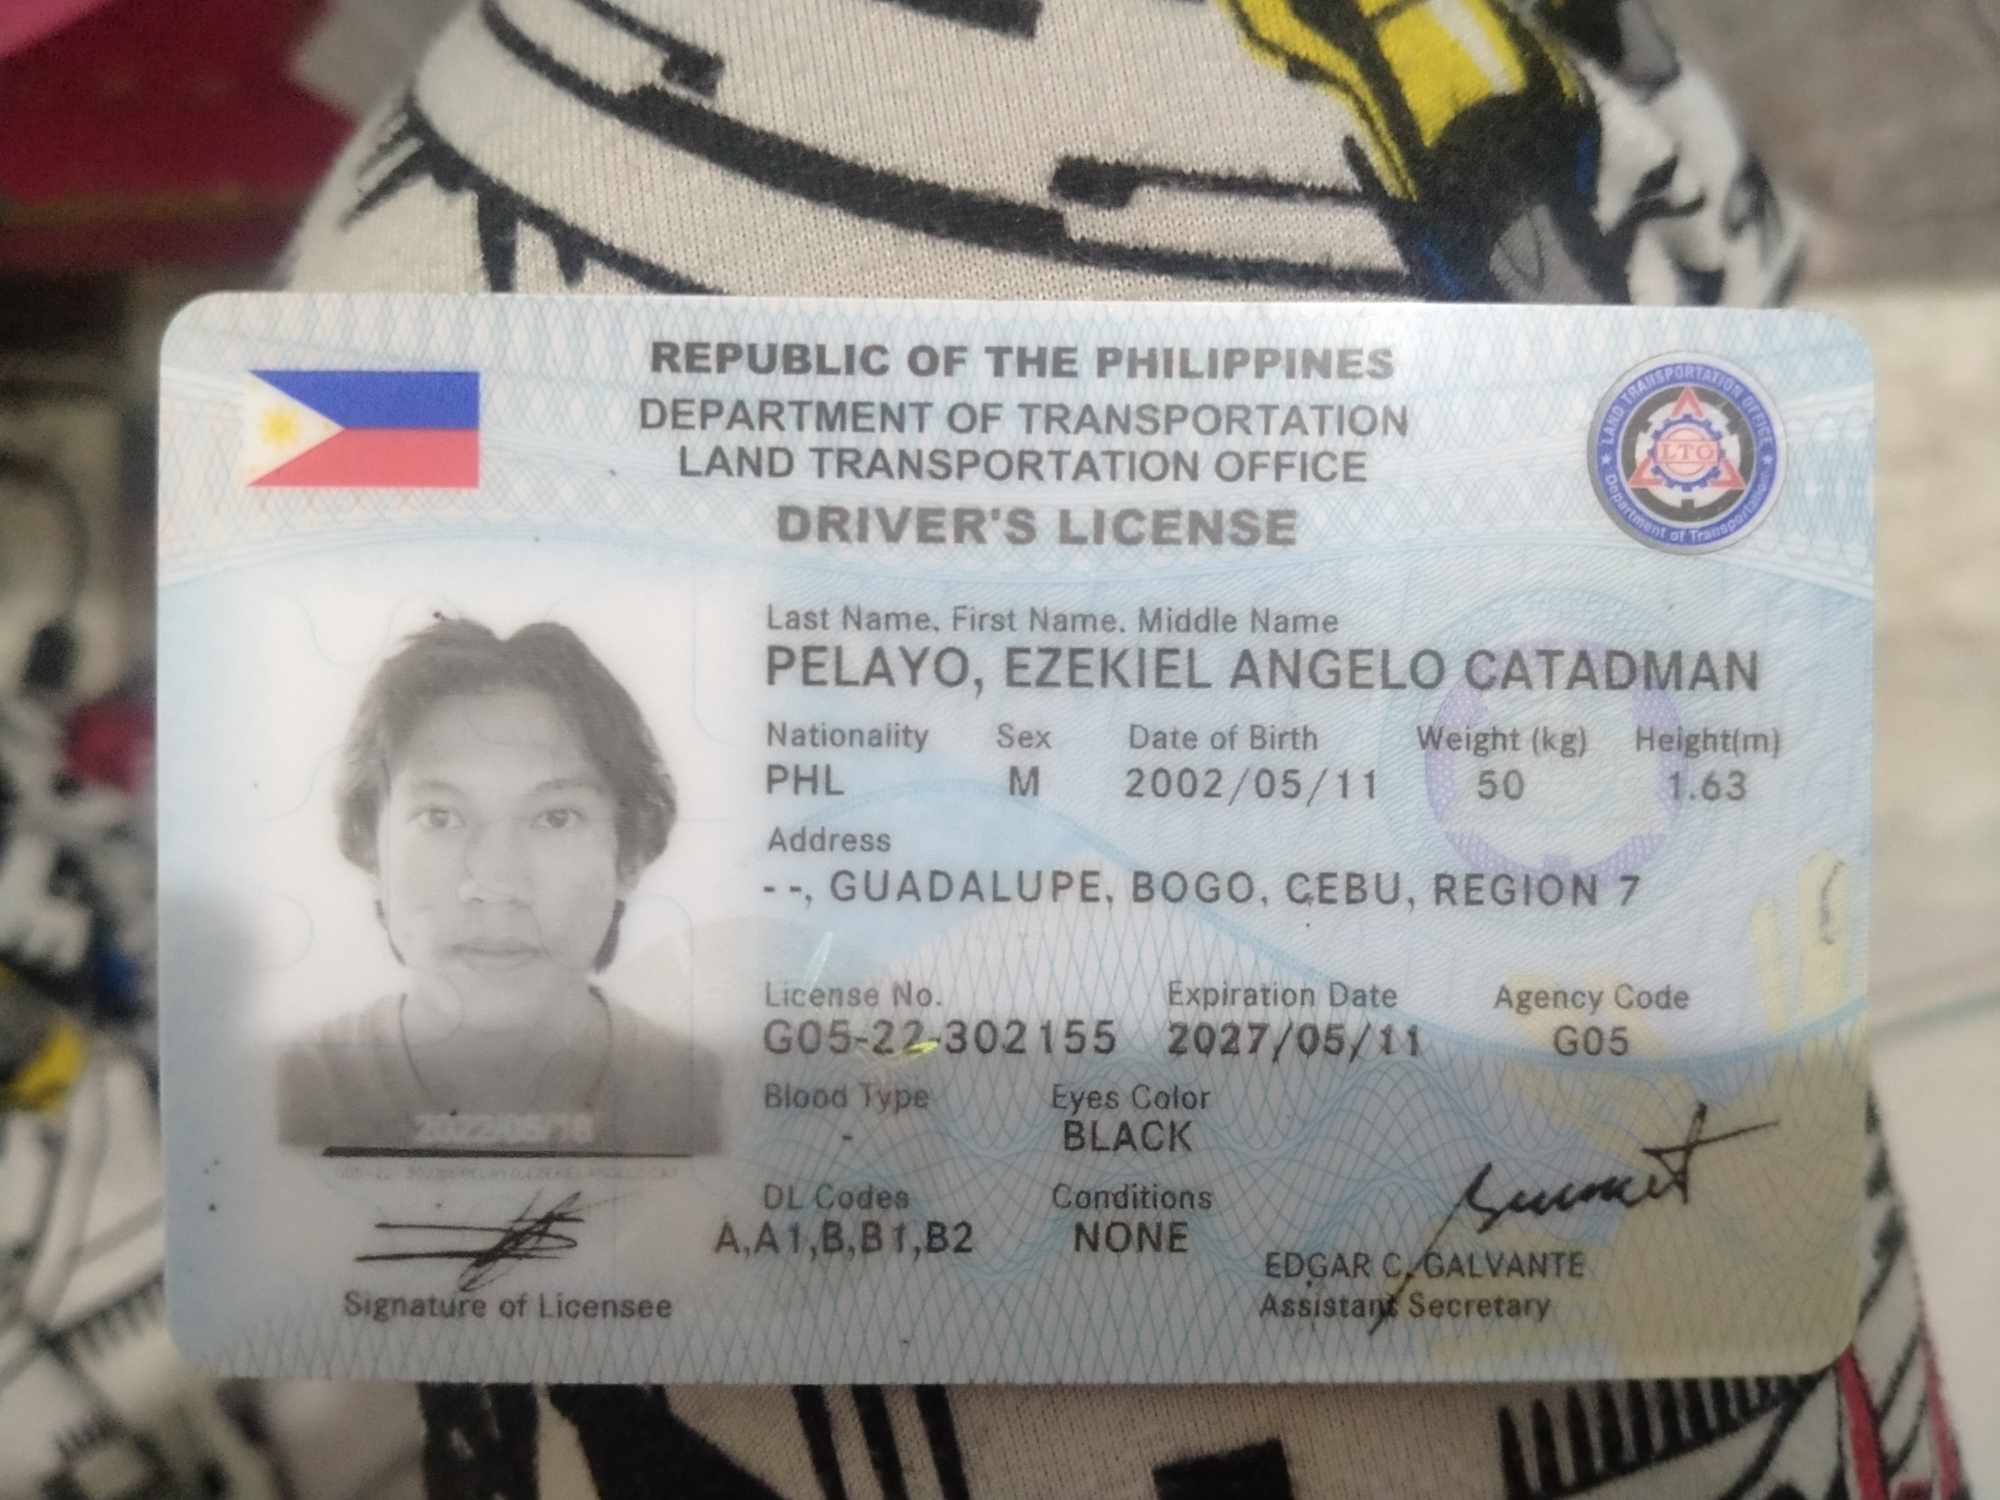 REPUBLIC OF THE PHILIPPINES
DEPARTMENT OF TRANSPORTATION
LAND TRANSPORTATION OFFICE
DRIVER'S LICENSE
LAND TRANSPORTATION OFFICE
LTO
Department of Transportation
Last Name, First Name, Middle Name
PELAYO, EZEKIEL ANGELO CATADMAN
Nationality Sex Date of Birth Weight (kg) Height(m)
PHL M 2002/05/11 50 1.63
Address
- -, GUADALUPE, BOGO, CEBU, REGION 7
License No. Expiration Date Agency Code
G05-22-302155 2027/05/11 G05
Blood Type Eyes Color
- BLACK
DL Codes Conditions
A,A1,B,B1,B2 NONE
EDGAR C. GALVANTE
Assistant Secretary
Signature of Licensee